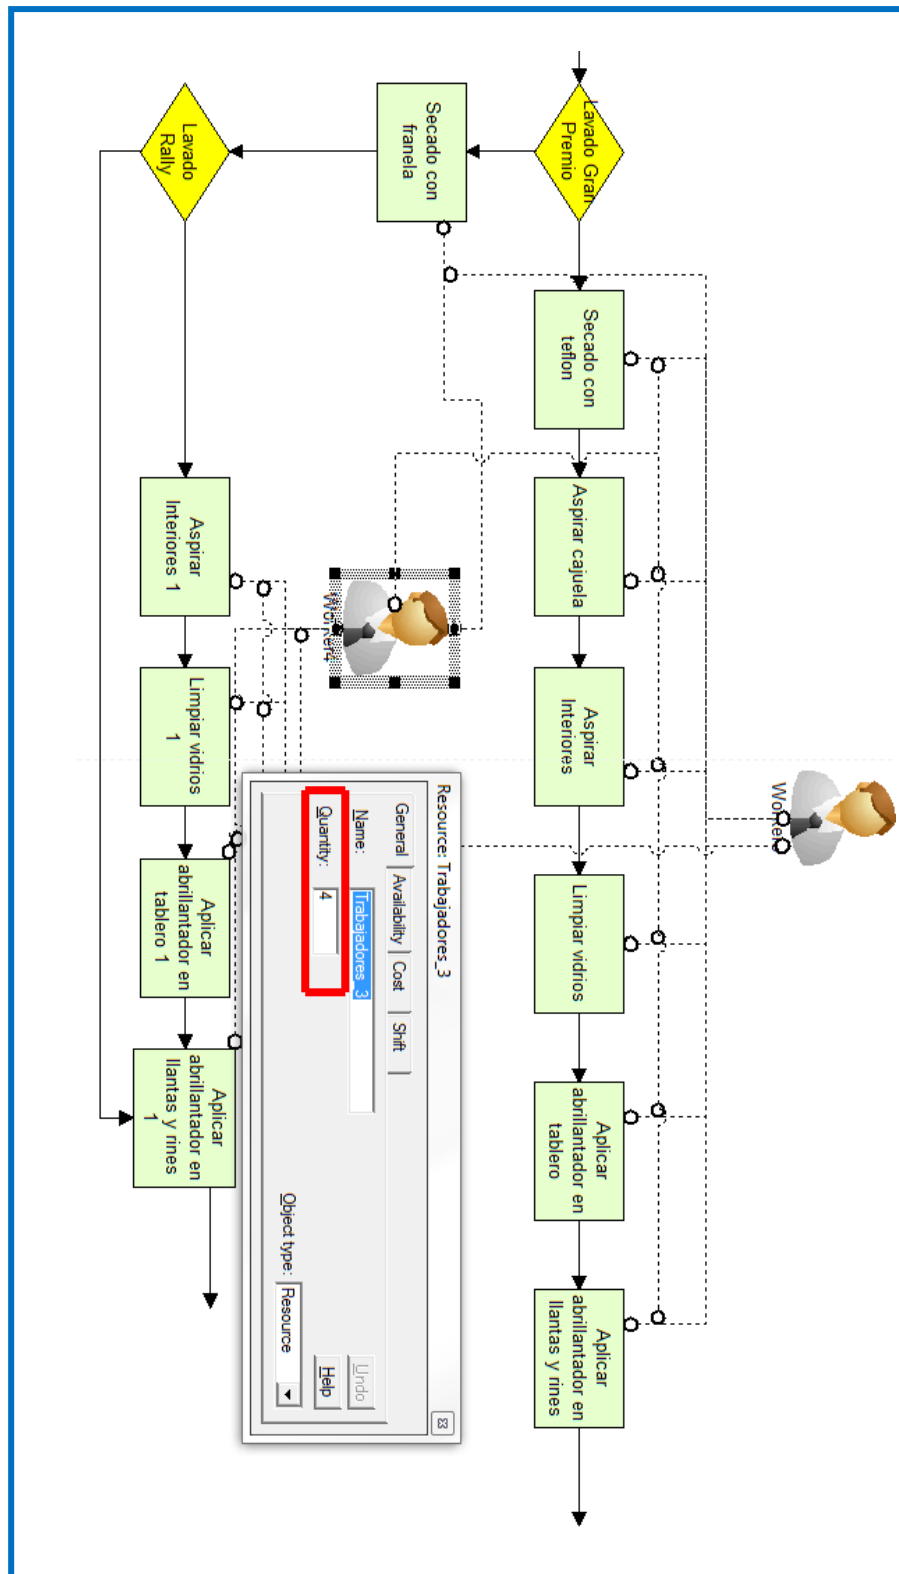 Lavado Gran
Premio
Secado con
teflon
Aspirar cajuela
Aspirar
Interiores
Limpiar vidrios
Aplicar
abrillantador en
tablero
Aplicar
abrillantador en
llantas y rines
Secado con
franela
Lavado
Rally
Aspirar
Interiores 1
Limpiar vidrios
1
Aplicar
abrillantador en
tablero 1
Aplicar
abrillantador en
llantas y rines
1
Worker4
Resource: Trabajadores_3
General
Availability
Cost
Shift
Name:
Trabajadores_3
Quantity:
4
Undo
Help
Object type:
Resource